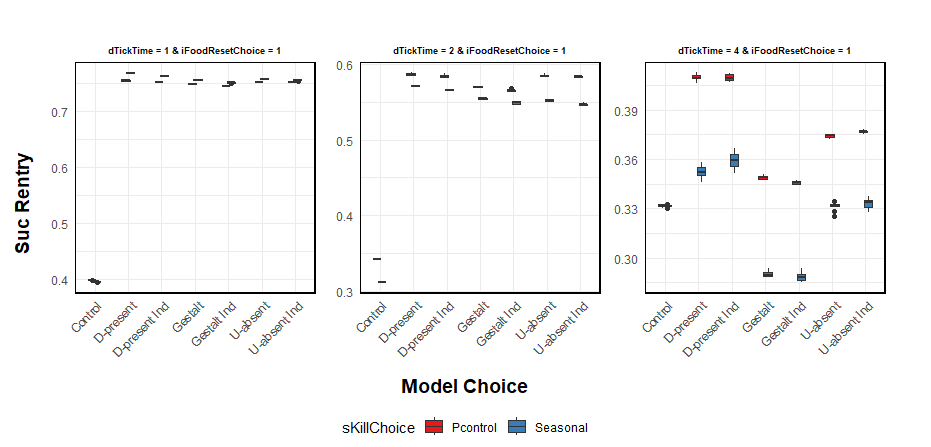 dTickTime = 1 & iFoodResetChoice = 1
dTickTime = 2 & iFoodResetChoice = 1
dTickTime = 4 & iFoodResetChoice = 1
Suc Rentry
0.7
0.6
0.5
0.4
0.6
0.5
0.4
0.3
0.39
0.36
0.33
0.30
Control
D-present
D-present Ind
Gestalt
Gestalt Ind
U-absent
U-absent Ind
Control
D-present
D-present Ind
Gestalt
Gestalt Ind
U-absent
U-absent Ind
Control
D-present
D-present Ind
Gestalt
Gestalt Ind
U-absent
U-absent Ind
Model Choice
sKillChoice Pcontrol Seasonal